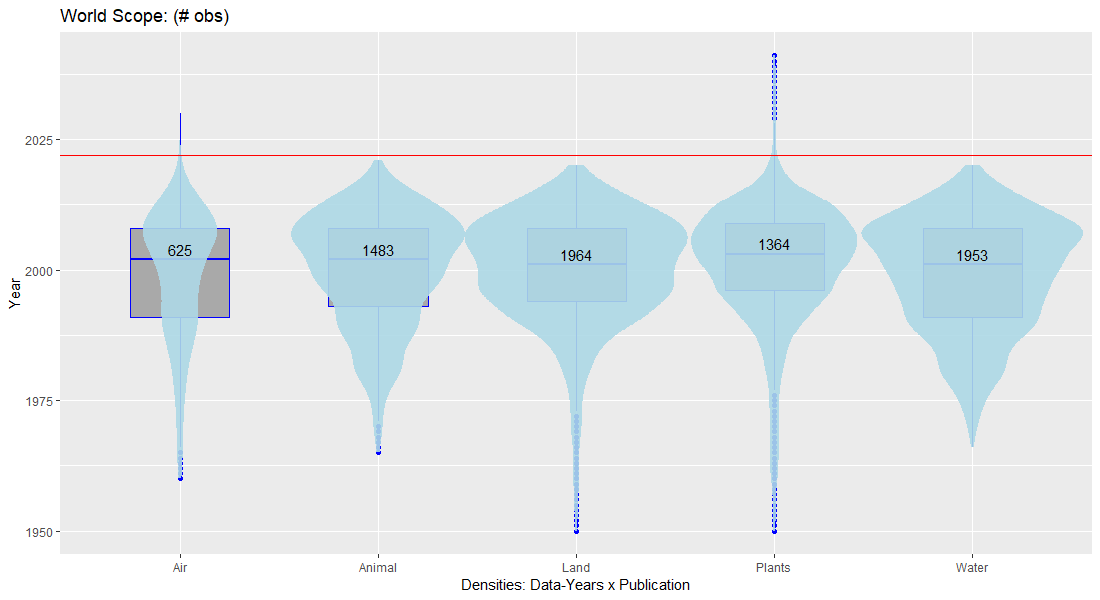 World Scope: (# obs)
Year
2025
2000
1975
1950
625
1483
1964
1364
1953
Air Animal Land Plants Water
Densities: Data-Years x Publication